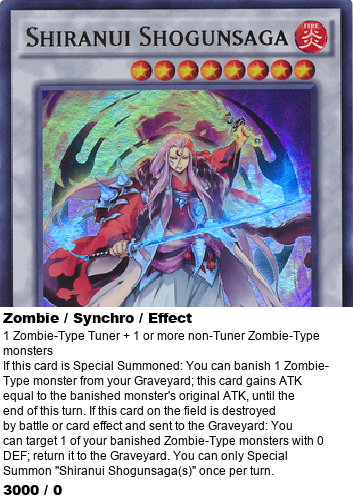 Shiranui Shogunsaga
FIRE
炎
Zombie / Synchro / Effect
1 Zombie-Type Tuner + 1 or more non-Tuner Zombie-Type
monsters
If this card is Special Summoned: You can banish 1 Zombie-
Type monster from your Graveyard; this card gains ATK
equal to the banished monster's original ATK, until the
end of this turn. If this card on the field is destroyed
by battle or card effect and sent to the Graveyard: You
can target 1 of your banished Zombie-Type monsters with 0
DEF; return it to the Graveyard. You can only Special
Summon "Shiranui Shogunsaga(s)" once per turn.
3000 / 0